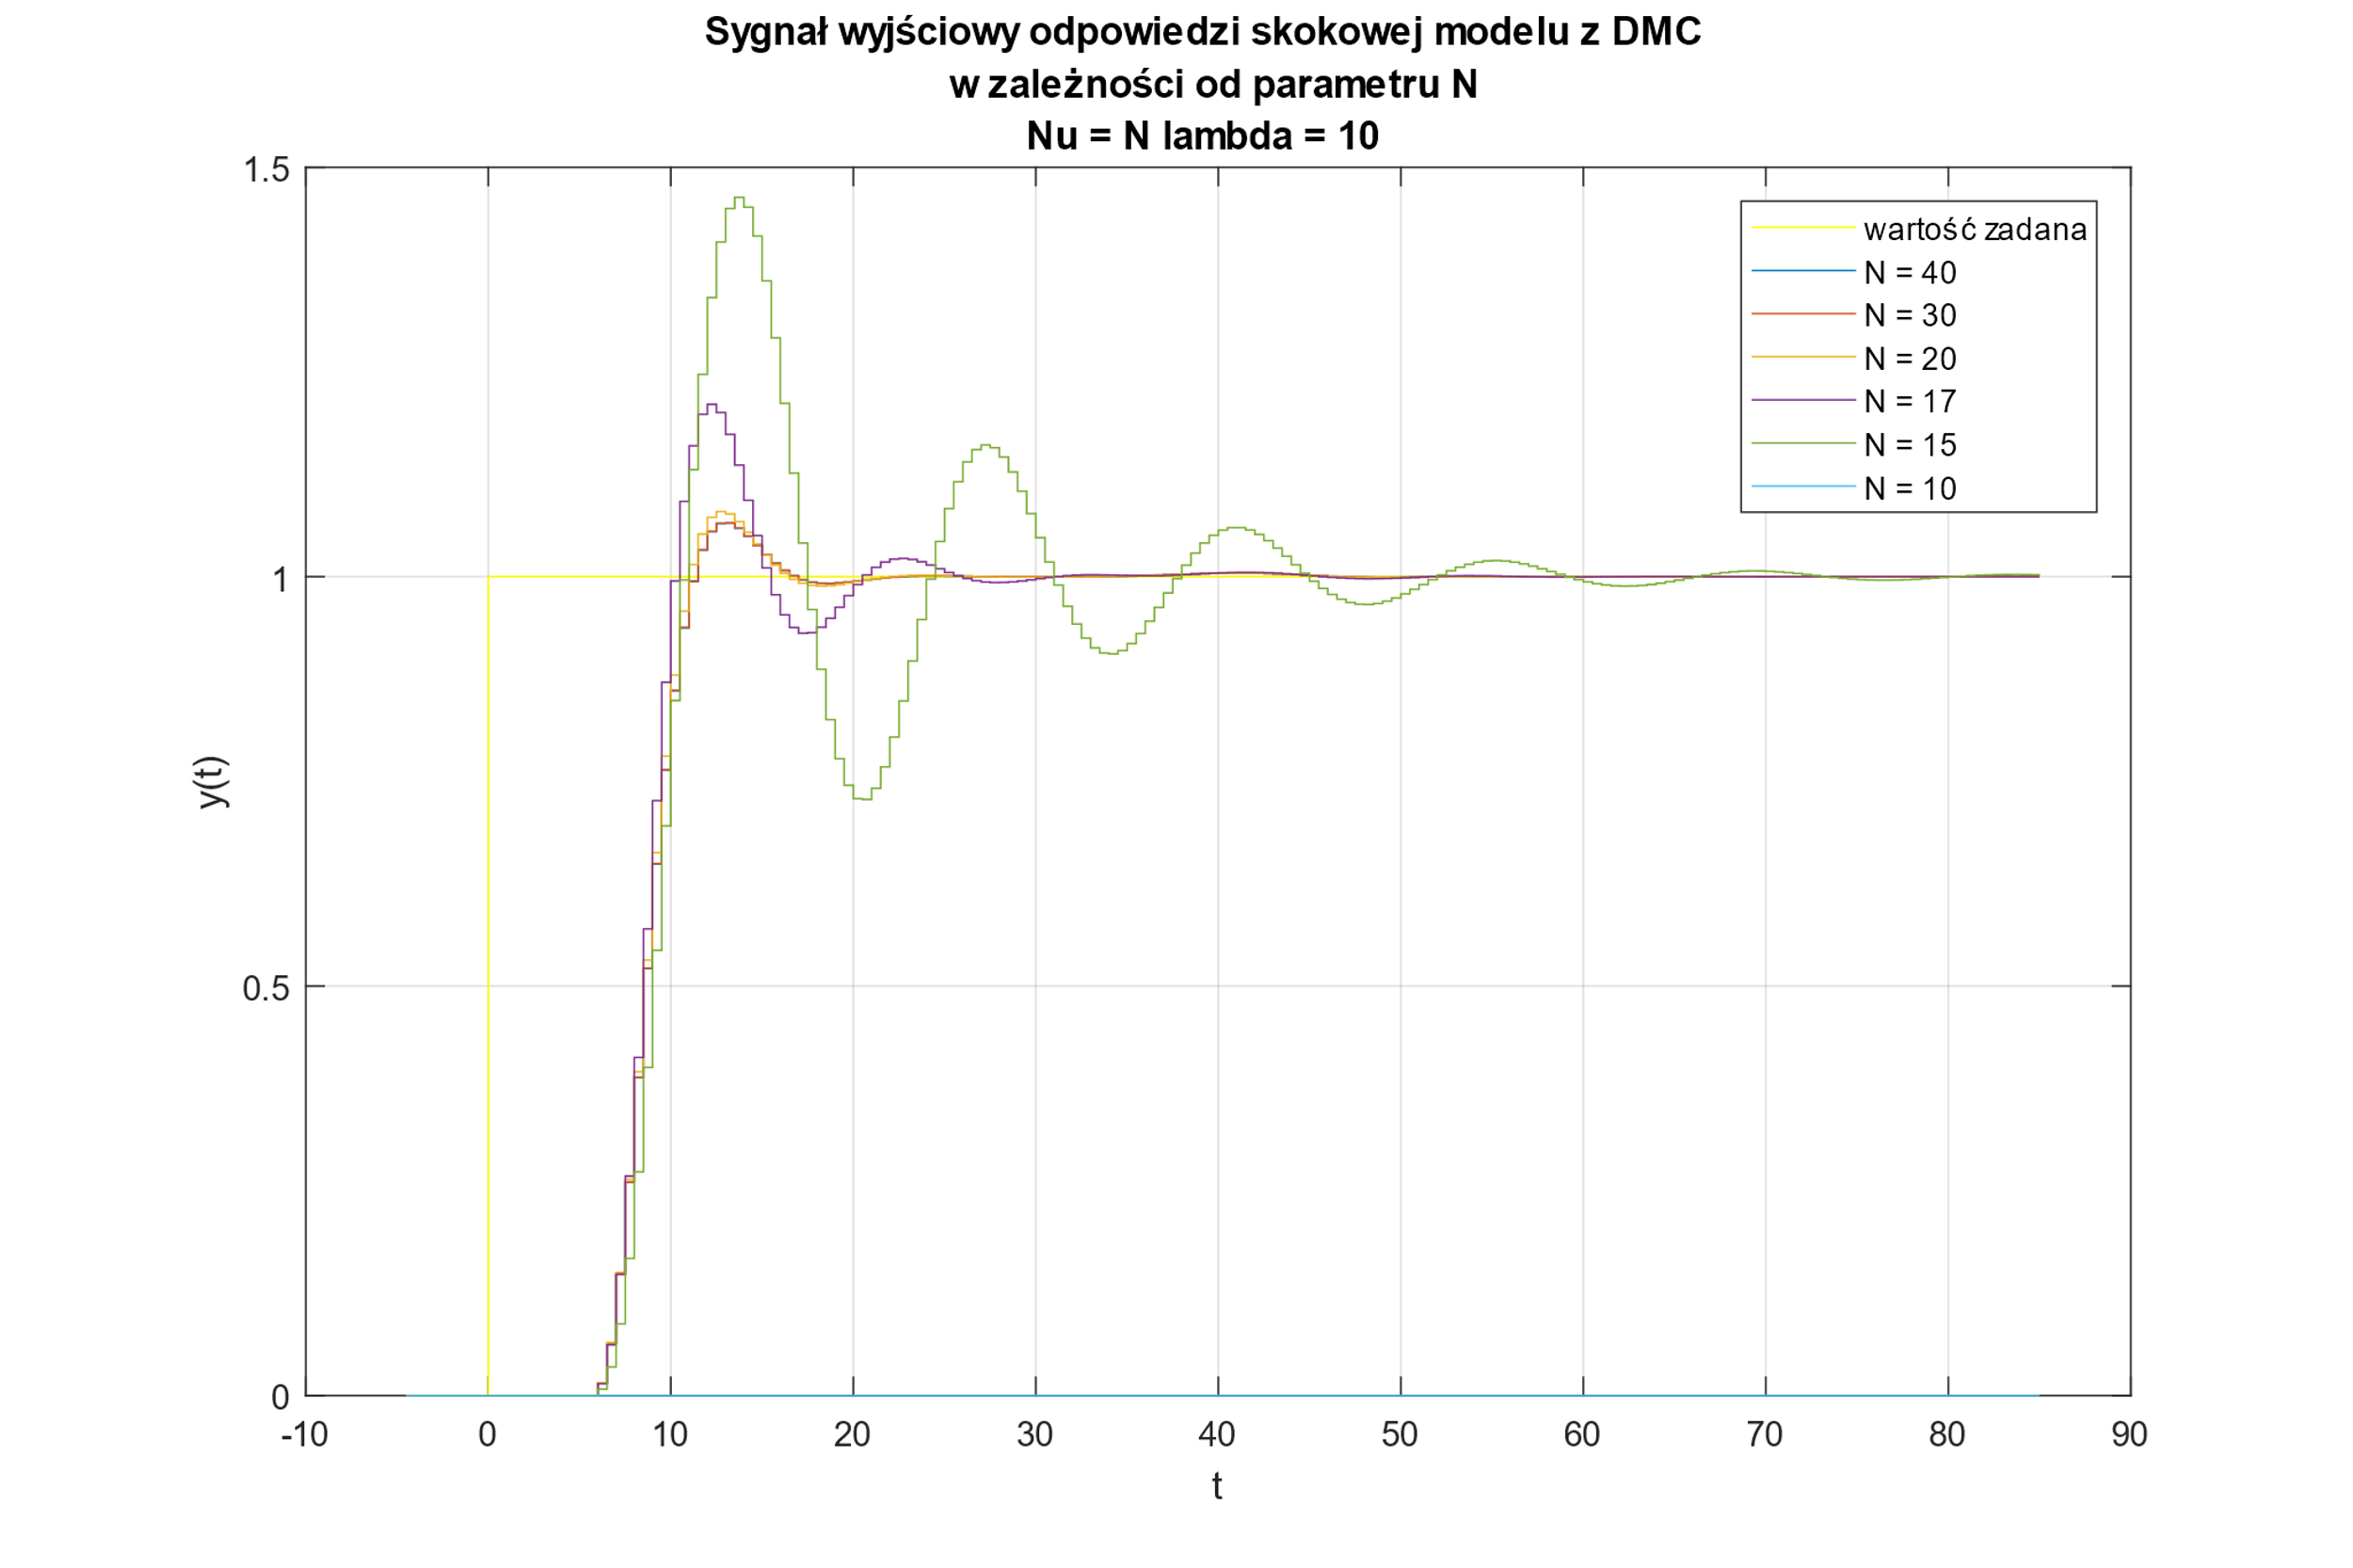 Sygnał wyjściowy odpowiedzi skokowej modelu z DMC
w zależności od parametru N
Nu = N lambda = 10
1.5
1
0.5
0
y(t)
wartość zadana
N = 40
N = 30
N = 20
N = 17
N = 15
N = 10
-10 0 10 20 30 40 50 60 70 80 90
t